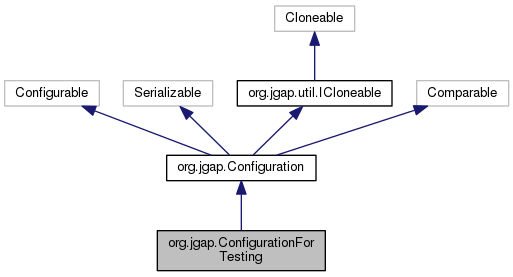 Cloneable
Configurable
Serializable
org.jgap.util.ICloneable
Comparable
org.jgap.Configuration
org.jgap.ConfigurationFor
Testing